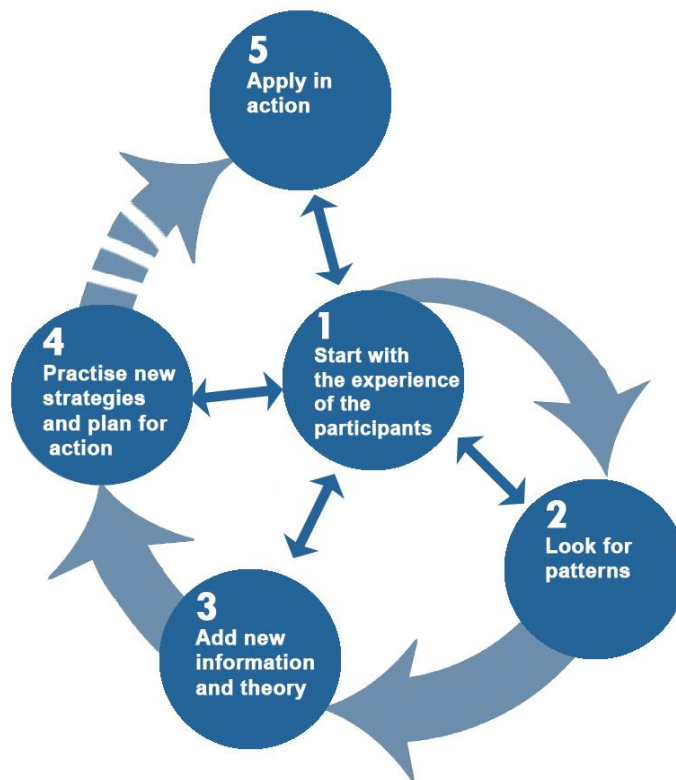 1
Start with
the experience
of the
participants
2
Look for
patterns
3
Add new
information
and theory
4
Practise new
strategies
and plan for
action
5
Apply in
action